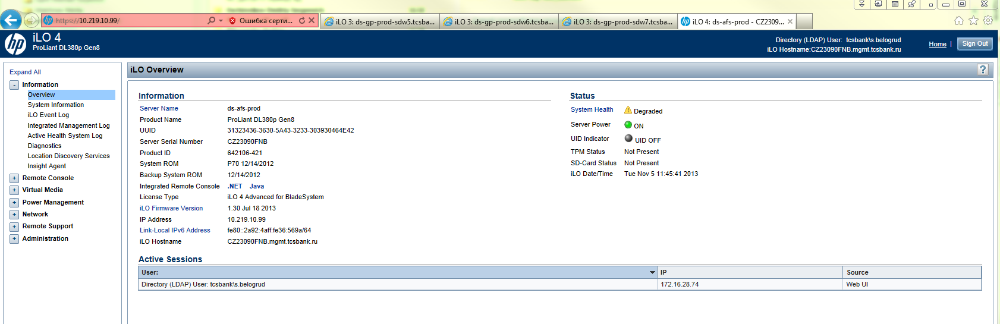 https://10.219.10.99/
Ошибка серти...
iLO 3: ds-gp-prod-sdw5.tcsba...
iLO 3: ds-gp-prod-sdw6.tcsba...
iLO 3: ds-gp-prod-sdw7.tcsba...
iLO 4: ds-afs-prod - CZ2309...
hp
iLO 4
ProLiant DL380p Gen8
Directory (LDAP) User: tcsbank\s.belogrud
iLO Hostname:CZ23090FNB.mgmt.tcsbank.ru
Home |
Sign Out
Expand All
Information
Overview
System Information
iLO Event Log
Integrated Management Log
Active Health System Log
Diagnostics
Location Discovery Services
Insight Agent
Remote Console
Virtual Media
Power Management
Network
Remote Support
Administration
iLO Overview
?
Information
Server Name ds-afs-prod
Product Name ProLiant DL380p Gen8
UUID 31323436-3630-5A43-3233-303930464E42
Server Serial Number CZ23090FNB
Product ID 642106-421
System ROM P70 12/14/2012
Backup System ROM 12/14/2012
Integrated Remote Console .NET Java
License Type iLO 4 Advanced for BladeSystem
iLO Firmware Version 1.30 Jul 18 2013
IP Address 10.219.10.99
Link-Local IPv6 Address fe80::2a92:4aff:fe36:569a/64
iLO Hostname CZ23090FNB.mgmt.tcsbank.ru
Status
System Health Degraded
Server Power ON
UID Indicator UID OFF
TPM Status Not Present
SD-Card Status Not Present
iLO Date/Time Tue Nov 5 11:45:41 2013
Active Sessions
User: IP Source
Directory (LDAP) User: tcsbank\s.belogrud 172.16.28.74 Web UI